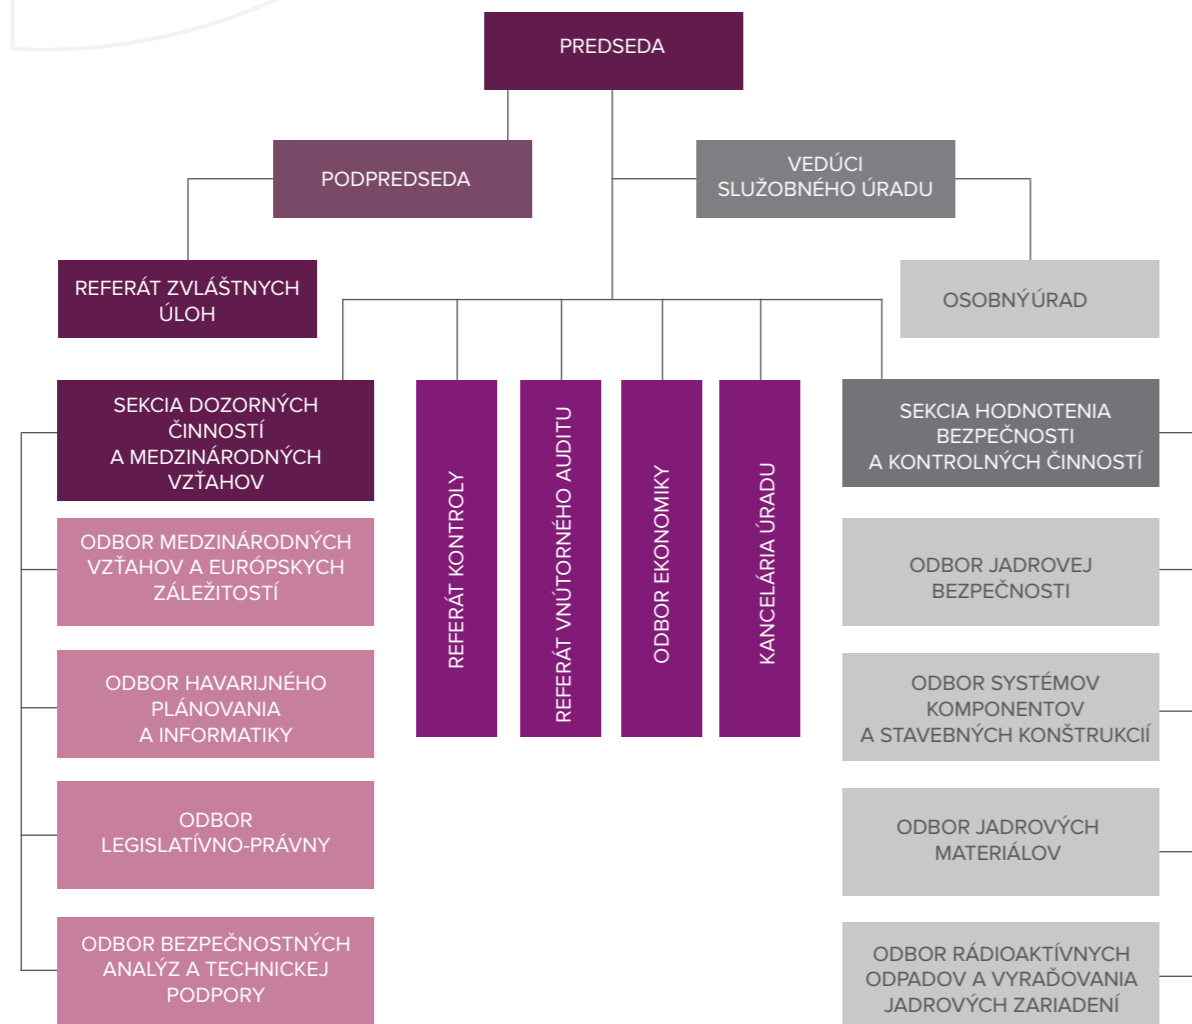 PREDSEDA
PODPREDSEDA
VEDÚCI
SLUŽOBNÉHO ÚRADU
REFERÁT ZVLÁŠTNYCH
ÚLOH
OSOBNÝÚRAD
SEKCIA DOZORNÝCH
ČINNOSTÍ
A MEDZINÁRODNÝCH
VZŤAHOV
REFERÁT KONTROLY
REFERÁT VNÚTORNÉHO AUDITU
ODBOR EKONOMIKY
KANCELÁRIA ÚRADU
SEKCIA HODNOTENIA
BEZPEČNOSTI
A KONTROLNÝCH ČINNOSTÍ
ODBOR MEDZINÁRODNÝCH
VZŤAHOV A EURÓPSKYCH
ZÁLEŽITOSTÍ
ODBOR JADROVEJ
BEZPEČNOSTI
ODBOR HAVARIJNÉHO
PLÁNOVANIA
A INFORMATIKY
ODBOR SYSTÉMOV
KOMPONENTOV
A STAVEBNÝCH KONŠTRUKCIÍ
ODBOR
LEGISLATÍVNO-PRÁVNY
ODBOR JADROVÝCH
MATERIÁLOV
ODBOR BEZPEČNOSTNÝCH
ANALÝZ A TECHNICKEJ
PODPORY
ODBOR RÁDIOAKTÍVNYCH
ODPADOV A VYRAĎOVANIA
JADROVÝCH ZARIADENÍ